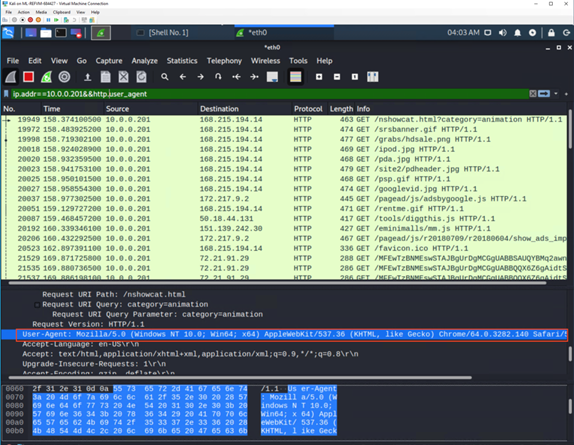 Kali on ML-REFVM-684427 - Virtual Machine Connection
File Action Media Clipboard View Help
[Shell No. 1]
*eth0
04:03 AM
*eth0
File Edit View Go Capture Analyze Statistics Telephony Wireless Tools Help
ip.addr==10.0.0.201&&http.user_agent
No. Time Source Destination Protocol Length Info
19949 158.374100500 10.0.0.201 168.215.194.14 HTTP 463 GET /nshowcat.html?category=animation HTTP/1.1
19972 158.483925200 10.0.0.201 168.215.194.14 HTTP 474 GET /srsbanner.gif HTTP/1.1
19998 158.719302100 10.0.0.201 168.215.194.14 HTTP 477 GET /grabs/hdsale.png HTTP/1.1
20018 158.924028900 10.0.0.201 168.215.194.14 HTTP 469 GET /ipod.jpg HTTP/1.1
20020 158.932359500 10.0.0.201 168.215.194.14 HTTP 468 GET /pda.jpg HTTP/1.1
20023 158.941753100 10.0.0.201 168.215.194.14 HTTP 479 GET /site2/pdheader.jpg HTTP/1.1
20025 158.950101500 10.0.0.201 168.215.194.14 HTTP 468 GET /psp.gif HTTP/1.1
20027 158.958554300 10.0.0.201 168.215.194.14 HTTP 474 GET /googlevid.jpg HTTP/1.1
20037 158.977302500 10.0.0.201 172.217.9.2 HTTP 445 GET /pagead/js/adsbygoogle.js HTTP/1.1
20051 159.129727200 10.0.0.201 168.215.194.14 HTTP 471 GET /rentme.gif HTTP/1.1
20087 159.468457200 10.0.0.201 50.18.44.131 HTTP 417 GET /tools/diggthis.js HTTP/1.1
20192 160.339346100 10.0.0.201 151.139.242.30 HTTP 427 GET /eminimalls/mm.js HTTP/1.1
20206 160.432292500 10.0.0.201 172.217.9.2 HTTP 467 GET /pagead/js/r20180709/r20180604/show_ads_imp
20523 162.897391100 10.0.0.201 168.215.194.14 HTTP 336 GET /favicon.ico HTTP/1.1
21529 169.871725800 10.0.0.201 72.21.91.29 HTTP 288 GET /MFEwTzBNMEswSTAJBgUrDgMCGgUABBSAUQYBMq2awn
21535 169.880736500 10.0.0.201 72.21.91.29 HTTP 286 GET /MFEwTzBNMEswSTAJBgUrDgMCGgUABBQQX6Z6gAidtS
Request URI Path: /nshowcat.html
Request URI Query: category=animation
Request URI Query Parameter: category=animation
Request Version: HTTP/1.1
User-Agent: Mozilla/5.0 (Windows NT 10.0; Win64; x64) AppleWebKit/537.36 (KHTML, like Gecko) Chrome/64.0.3282.140 Safari/5
Accept-Language: en-US\r\n
Accept: text/html,application/xhtml+xml,application/xml;q=0.9,*/*;q=0.8\r\n
Upgrade-Insecure-Requests: 1\r\n
Accept-Encoding: gzip, deflate\r\n
0060 2f 31 2e 31 0d 0a 55 73 65 72 2d 41 67 65 6e 74 /1.1··Us er-Agent
0070 3a 20 4d 6f 7a 69 6c 6c 61 2f 35 2e 30 20 28 57 : Mozill a/5.0 (W
0080 69 6e 64 6f 77 73 20 4e 54 20 31 30 2e 30 3b 20 indows N T 10.0;
0090 57 69 6e 36 34 3b 20 78 36 34 29 20 41 70 70 6c Win64; x 64) Appl
00a0 65 57 65 62 4b 69 74 2f 35 33 37 2e 33 36 20 28 eWebKit/ 537.36 (
00b0 4b 48 54 4d 4c 2c 20 6c 69 6b 65 20 47 65 63 6b KHTML, l ike Geck